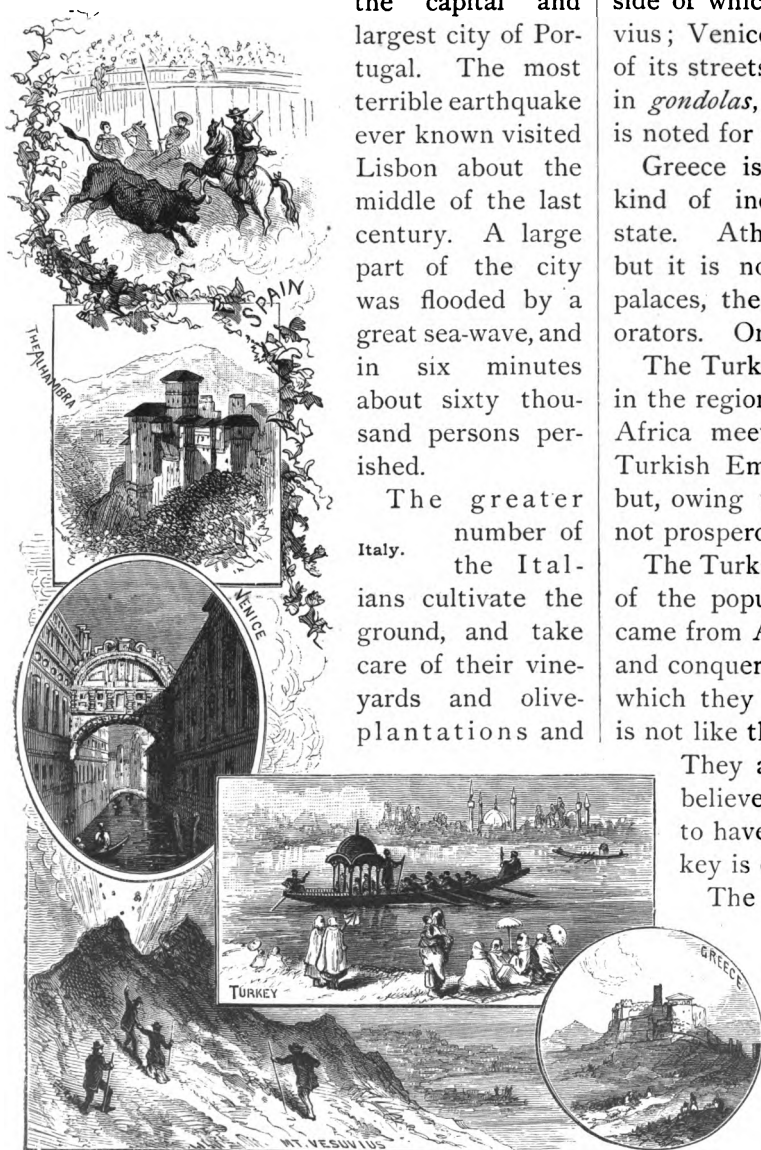 the capital and
largest city of Por-
tugal. The most
terrible earthquake
ever known visited
Lisbon about the
middle of the last
century. A large
part of the city
was flooded by a
great sea-wave, and
in six minutes
about sixty thou-
sand persons per-
ished.
The greater
Italy.
number of
the Ital-
ians cultivate the
ground, and take
care of their vine-
yards and olive-
plantations and
side of which
vius; Venice
of its streets
in gondolas,
is noted for
Greece is
kind of in
state. Ath
but it is no
palaces, the
orators. On
The Turk
in the region
Africa mee
Turkish Em
but, owing
not prospero
The Turk
of the popu
came from A
and conquer
which they
is not like th
They a
believe
to have
key is
The
SPAIN
THE ALHAMBRA
VENICE
TURKEY
GREECE
MT. VESUVIUS